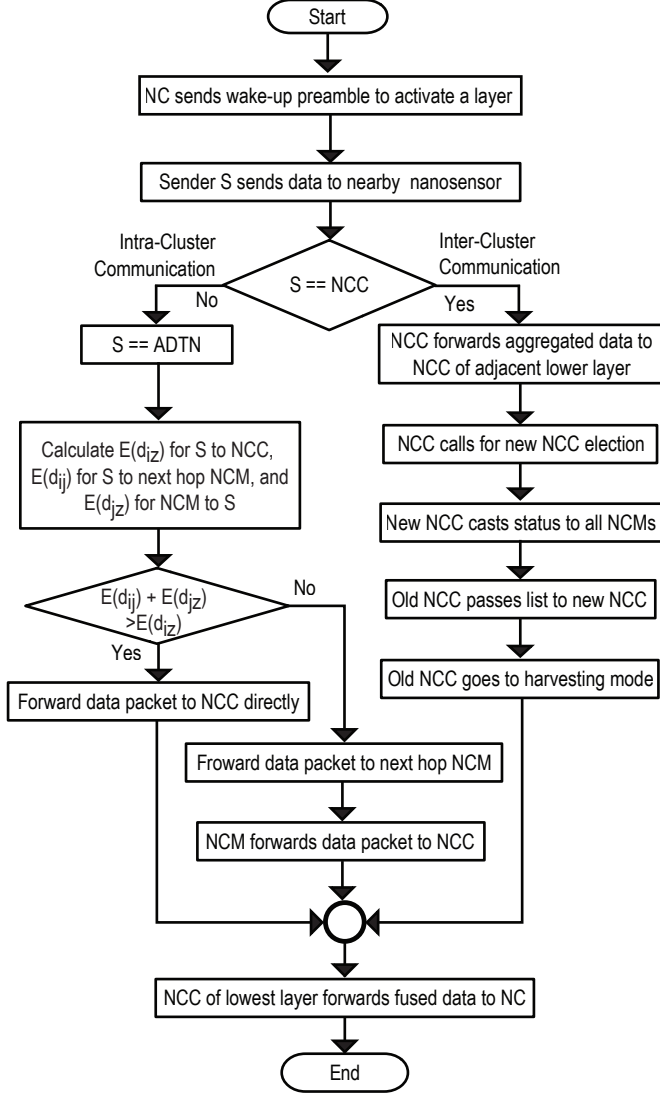 Start
NC sends wake-up preamble to activate a layer
Sender S sends data to nearby nanosensor
Intra-Cluster
Communication
Inter-Cluster
Communication
S == NCC
No
Yes
S == ADTN
NCC forwards aggregated data to
NCC of adjacent lower layer
Calculate E(diz) for S to NCC,
E(dij) for S to next hop NCM, and
E(djz) for NCM to S
NCC calls for new NCC election
New NCC casts status to all NCMs
E(dij) + E(djz)
>E(diz)
No
Yes
Old NCC passes list to new NCC
Old NCC goes to harvesting mode
Forward data packet to NCC directly
Froward data packet to next hop NCM
NCM forwards data packet to NCC
NCC of lowest layer forwards fused data to NC
End